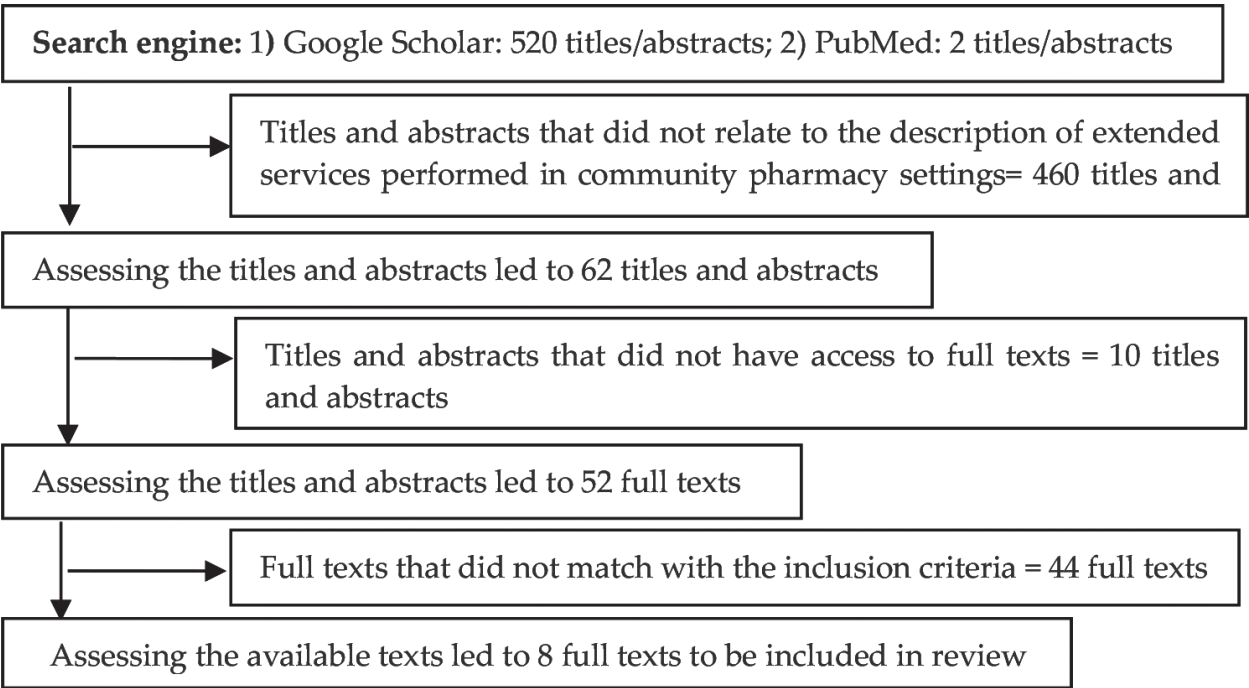 Search engine: 1) Google Scholar: 520 titles/abstracts; 2) PubMed: 2 titles/abstracts
Titles and abstracts that did not relate to the description of extended
services performed in community pharmacy settings= 460 titles and
Assessing the titles and abstracts led to 62 titles and abstracts
Titles and abstracts that did not have access to full texts = 10 titles
and abstracts
Assessing the titles and abstracts led to 52 full texts
Full texts that did not match with the inclusion criteria = 44 full texts
Assessing the available texts led to 8 full texts to be included in review